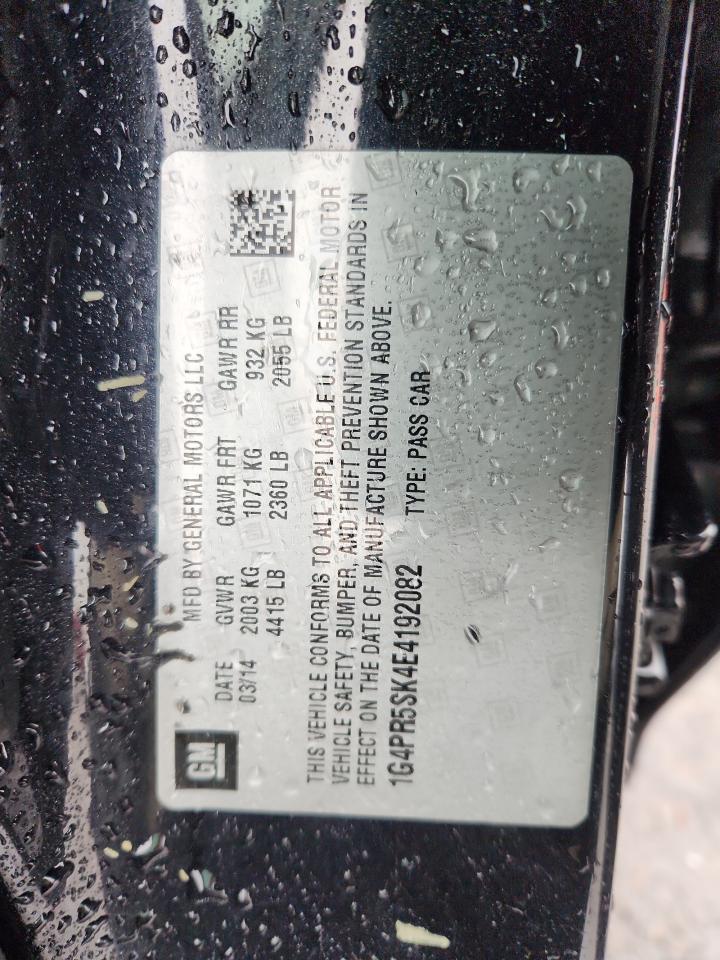 GM
MFD BY GENERAL MOTORS LLC
DATE GVWR GAWR FRT GAWR RR
03/14 2003 KG 1071 KG 932 KG
4415 LB 2360 LB 2055 LB
THIS VEHICLE CONFORMS TO ALL APPLICABLE U.S. FEDERAL MOTOR
VEHICLE SAFETY, BUMPER, AND THEFT PREVENTION STANDARDS IN
EFFECT ON THE DATE OF MANUFACTURE SHOWN ABOVE.
1G4PR5SK4E4192082 TYPE: PASS CAR